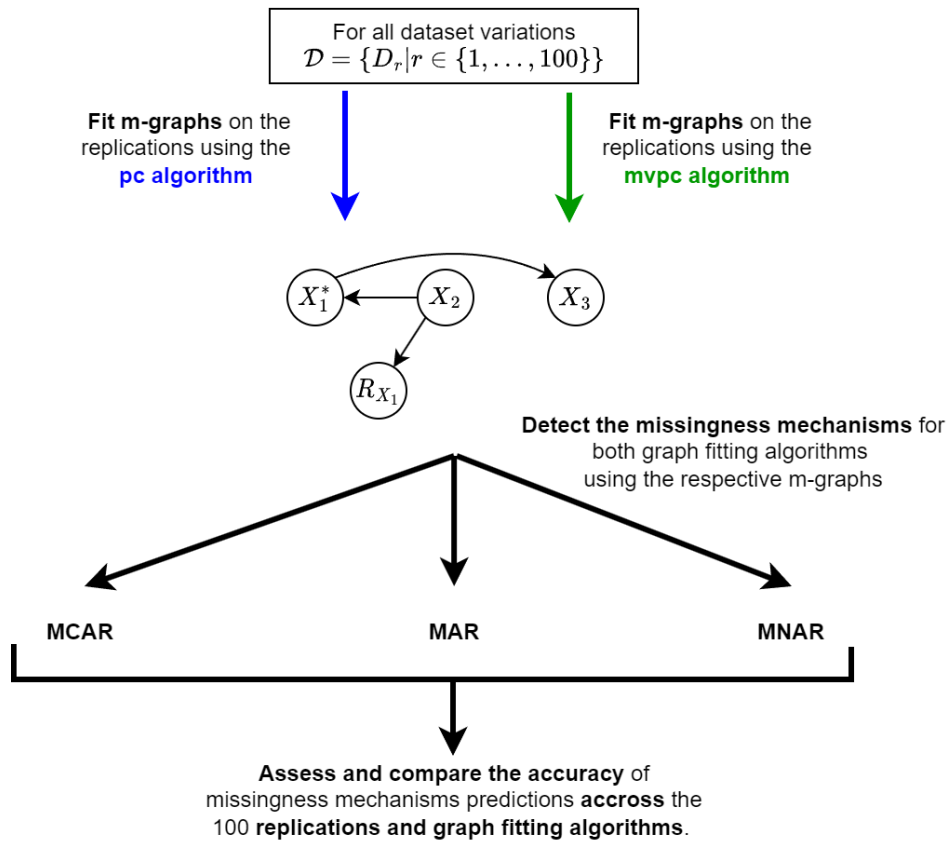 For all dataset variations
𝒟 = {D_r|r ∈ {1, . . . , 100}}
Fit m-graphs on the
replications using the
pc algorithm
Fit m-graphs on the
replications using the
mvpc algorithm
X_1^*
X_2
X_3
R_{X_1}
Detect the missingness mechanisms for
both graph fitting algorithms
using the respective m-graphs
MCAR
MAR
MNAR
Assess and compare the accuracy of
missingness mechanisms predictions accross the
100 replications and graph fitting algorithms.